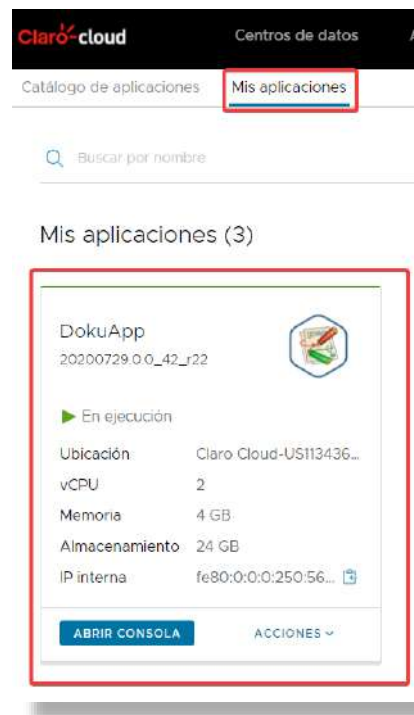 Claro-cloud Centros de datos A
Catálogo de aplicaciones Mis aplicaciones
Buscar por nombre
Mis aplicaciones (3)
DokuApp
20200729.0.0_42_r22
En ejecución
Ubicación Claro Cloud-US113436...
vCPU 2
Memoria 4 GB
Almacenamiento 24 GB
IP interna fe80:0:0:0:250:56...
ABRIR CONSOLA ACCIONES